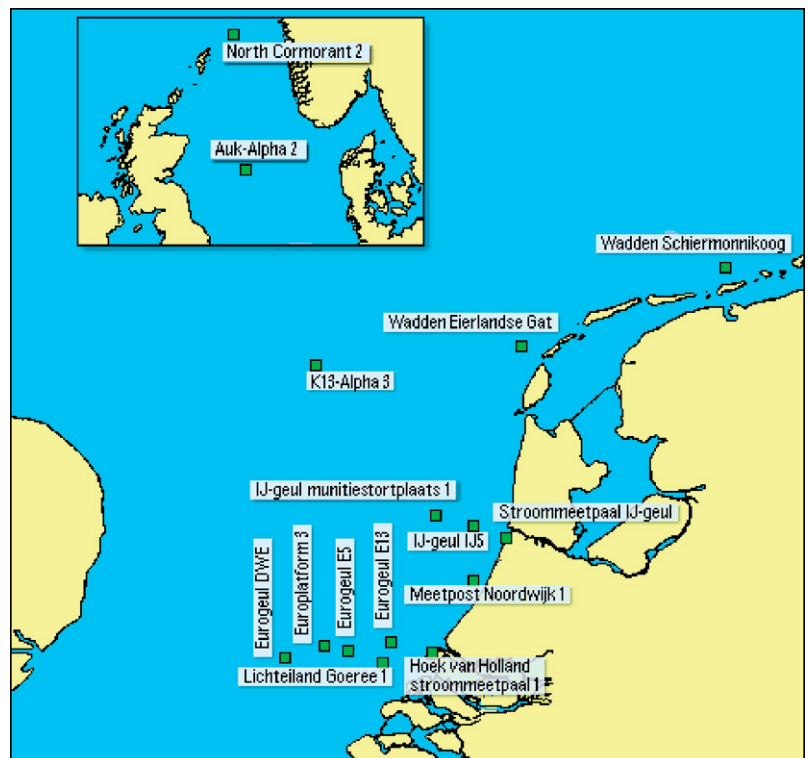 North Cormorant 2
Auk-Alpha 2
Wadden Schiermonnikoog
Wadden Eierlandse Gat
K13-Alpha 3
IJ-geul munitiestortplaats 1
Stroommeetpaal IJ-geul
IJ-geul IJ5
Eurogeul DWE
Europlatform 3
Eurogeul E5
Eurogeul E13
Meetpost Noordwijk 1
Lichteiland Goeree 1
Hoek van Holland
stroommeetpaal 1